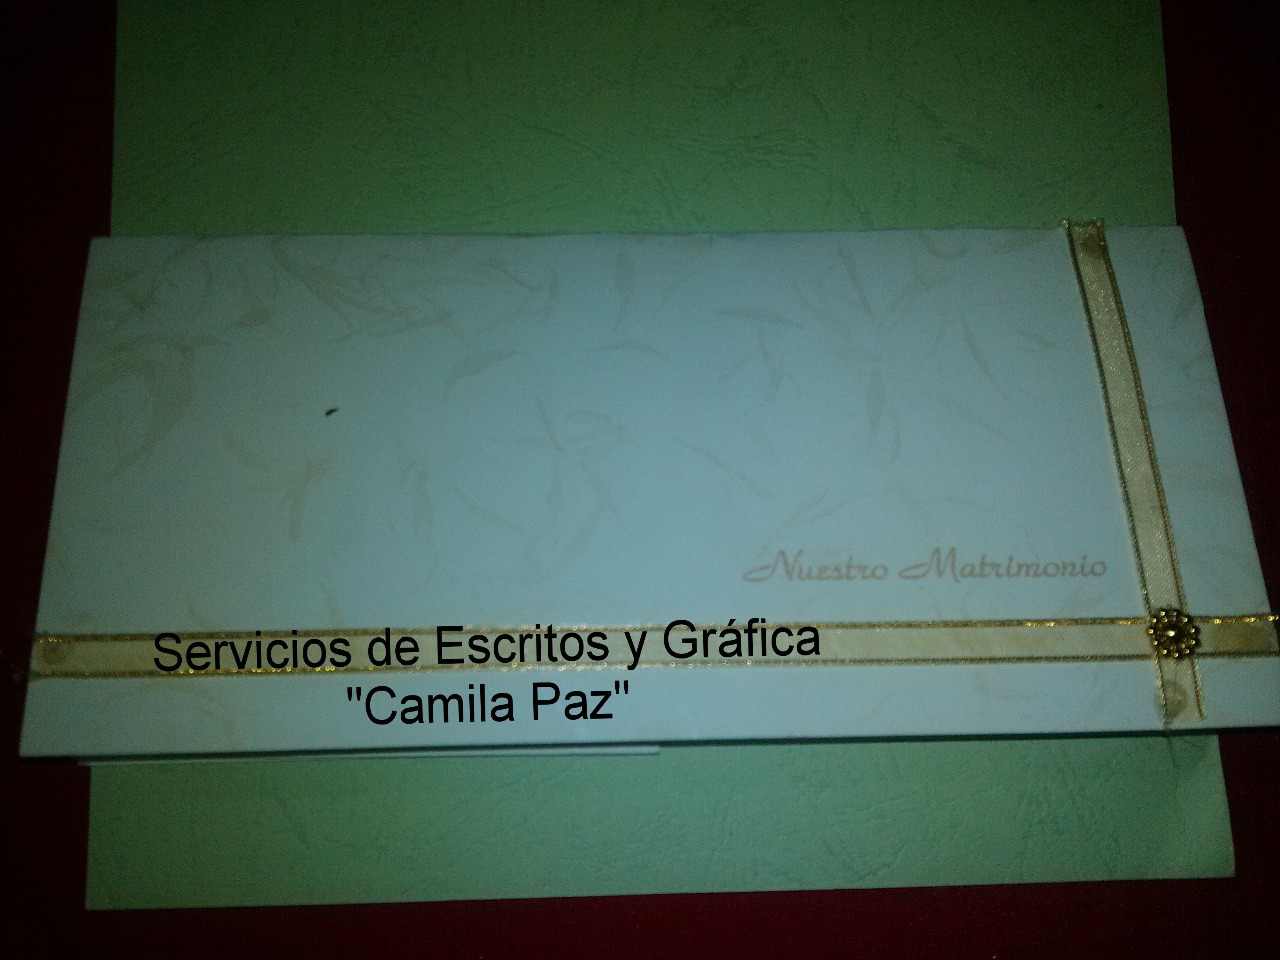 Nuestro Matrimonio
Servicios de Escritos y Gráfica
"Camila Paz"